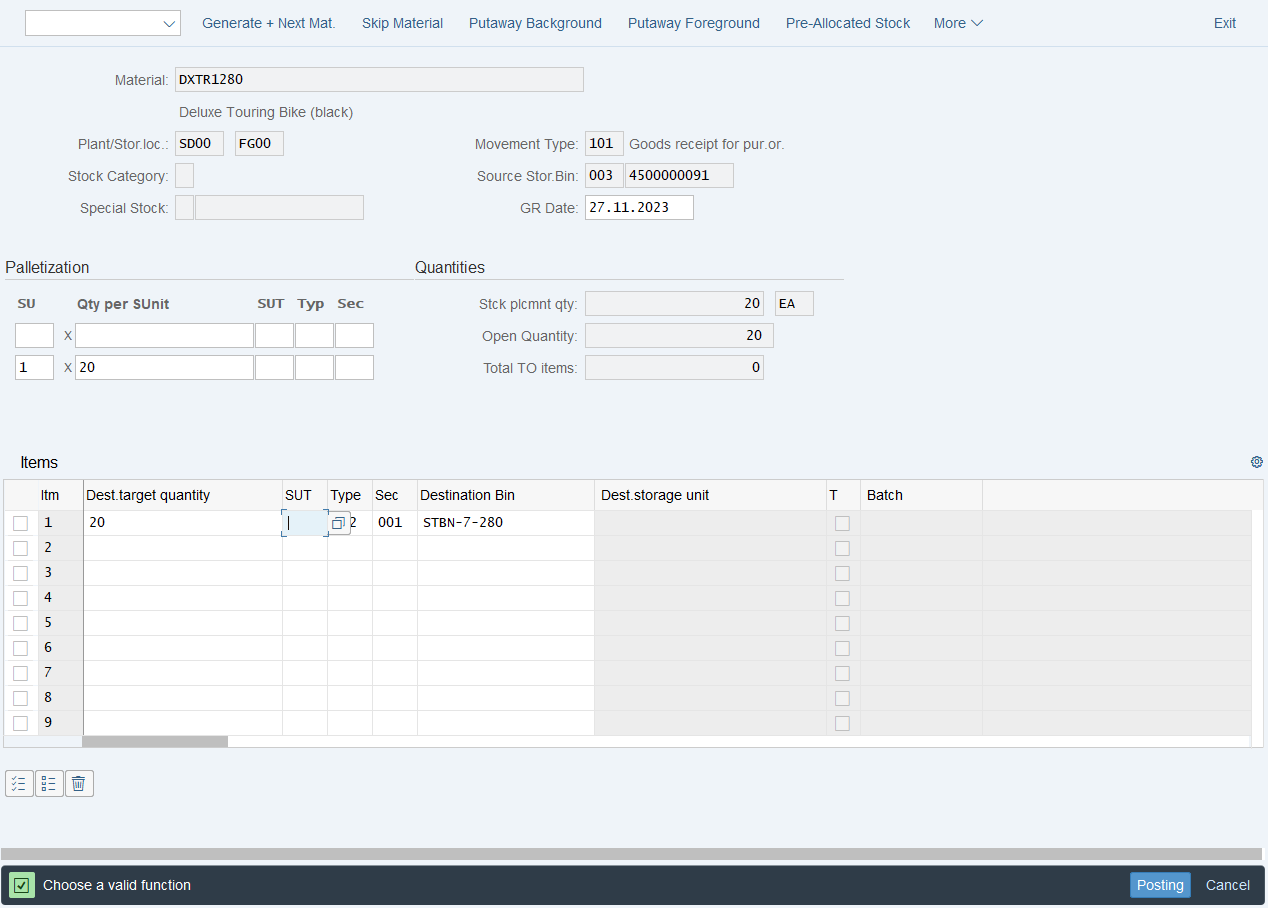 Generate + Next Mat. Skip Material Putaway Background Putaway Foreground Pre-Allocated Stock More Exit
Material: DXTR1280
Deluxe Touring Bike (black)
Plant/Stor.loc.: SD00 FG00 Movement Type: 101 Goods receipt for pur.or.
Stock Category: Source Stor.Bin: 003 4500000091
Special Stock: GR Date: 27.11.2023
Palletization Quantities
SU Qty per SUnit SUT Typ Sec Stck plcmnt qty: 20 EA
X Open Quantity: 20
1 X 20 Total TO items: 0
Items
Itm Dest.target quantity SUT Type Sec Destination Bin Dest.storage unit T Batch
1 20 2 001 STBN-7-280
2
3
4
5
6
7
8
9
Choose a valid function Posting Cancel